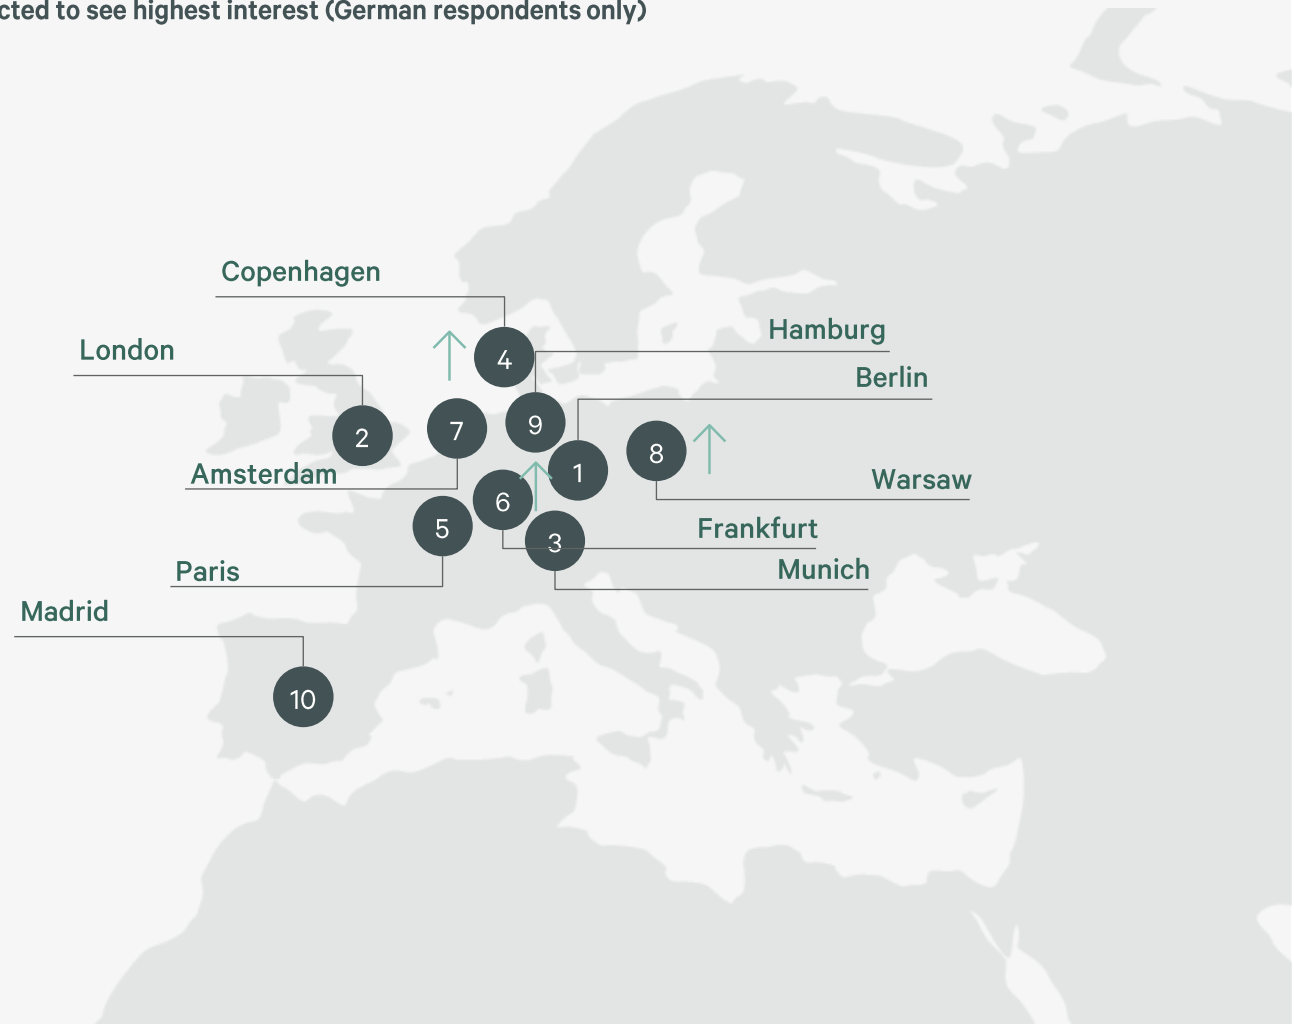 cted to see highest interest (German respondents only)
Copenhagen
Hamburg
London
4
Berlin
9
7
2
8
1
Amsterdam
Warsaw
6
5
Frankfurt
3
Paris
Munich
Madrid
10